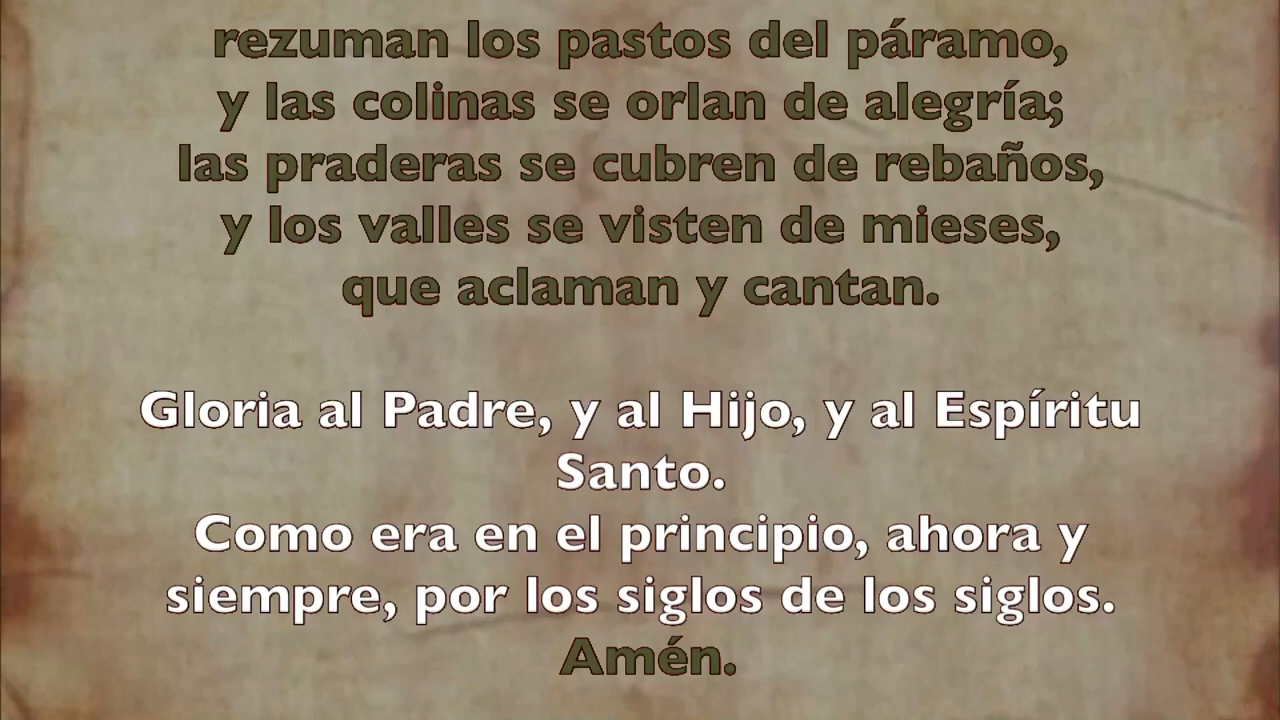 rezuman los pastos del páramo,
y las colinas se orlan de alegría;
las praderas se cubren de rebaños,
y los valles se visten de mieses,
que aclaman y cantan.
Gloria al Padre, y al Hijo, y al Espíritu
Santo.
Como era en el principio, ahora y
siempre, por los siglos de los siglos.
Amén.